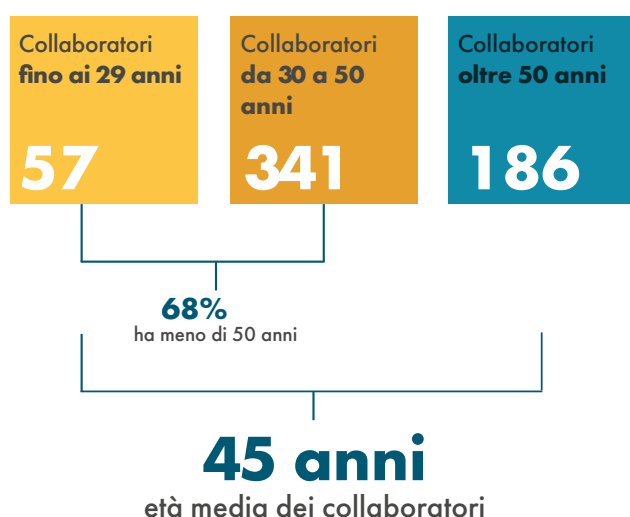 Collaboratori
fino ai 29 anni
57
Collaboratori
da 30 a 50
anni
341
Collaboratori
oltre 50 anni
186
68%
ha meno di 50 anni
45 anni
età media dei collaboratori